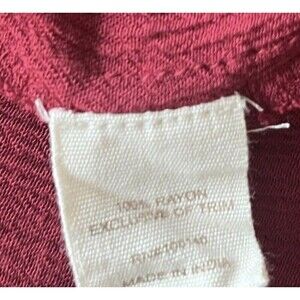 100% RAYON
EXCLUSIVE OF TRIM
MADE IN INDIA